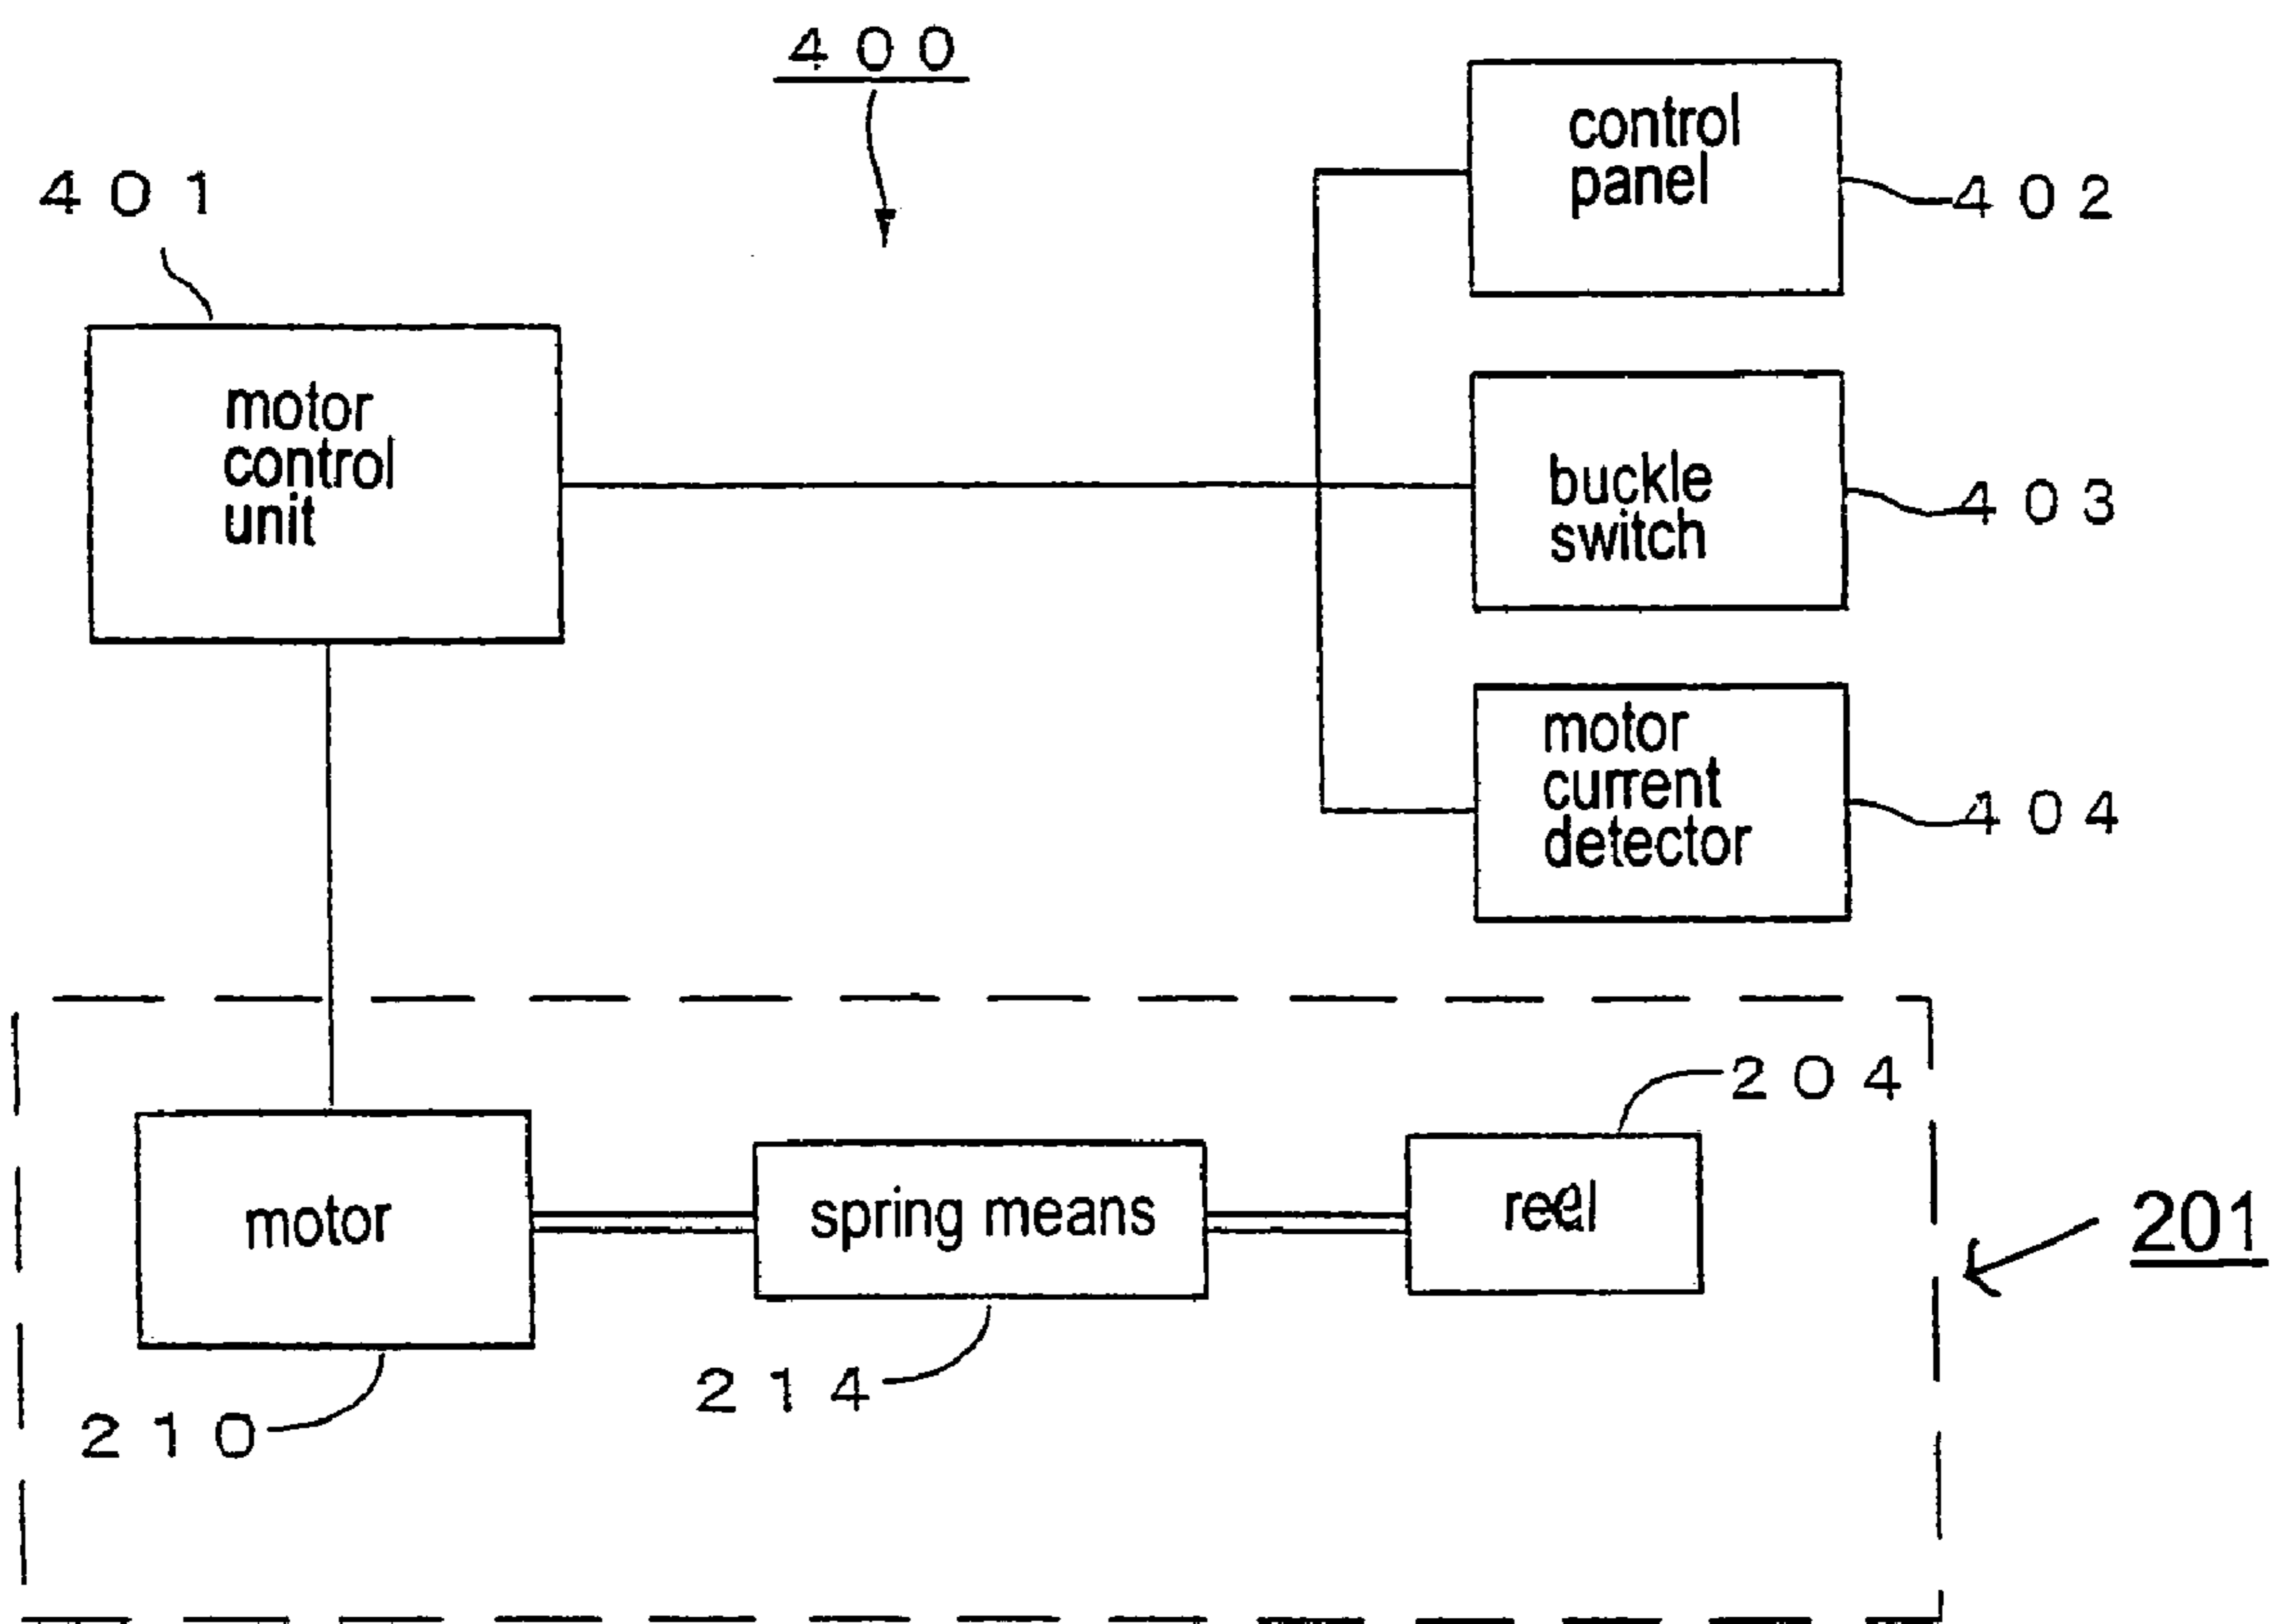 400
401
control
panel
402
motor
control
unit
buckle
switch
403
motor
current
detector
404
204
motor
spring means
reel
201
214
210